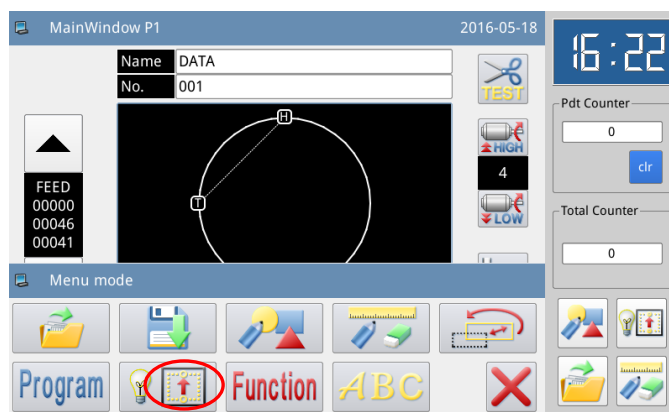 MainWindow P1
2016-05-18
16:22
Name
DATA
No.
001
TEST
HIGH
4
LOW
H
T
FEED
00000
00046
00041
Pdt Counter
0
clr
Total Counter
0
Menu mode
Program
Function
ABC